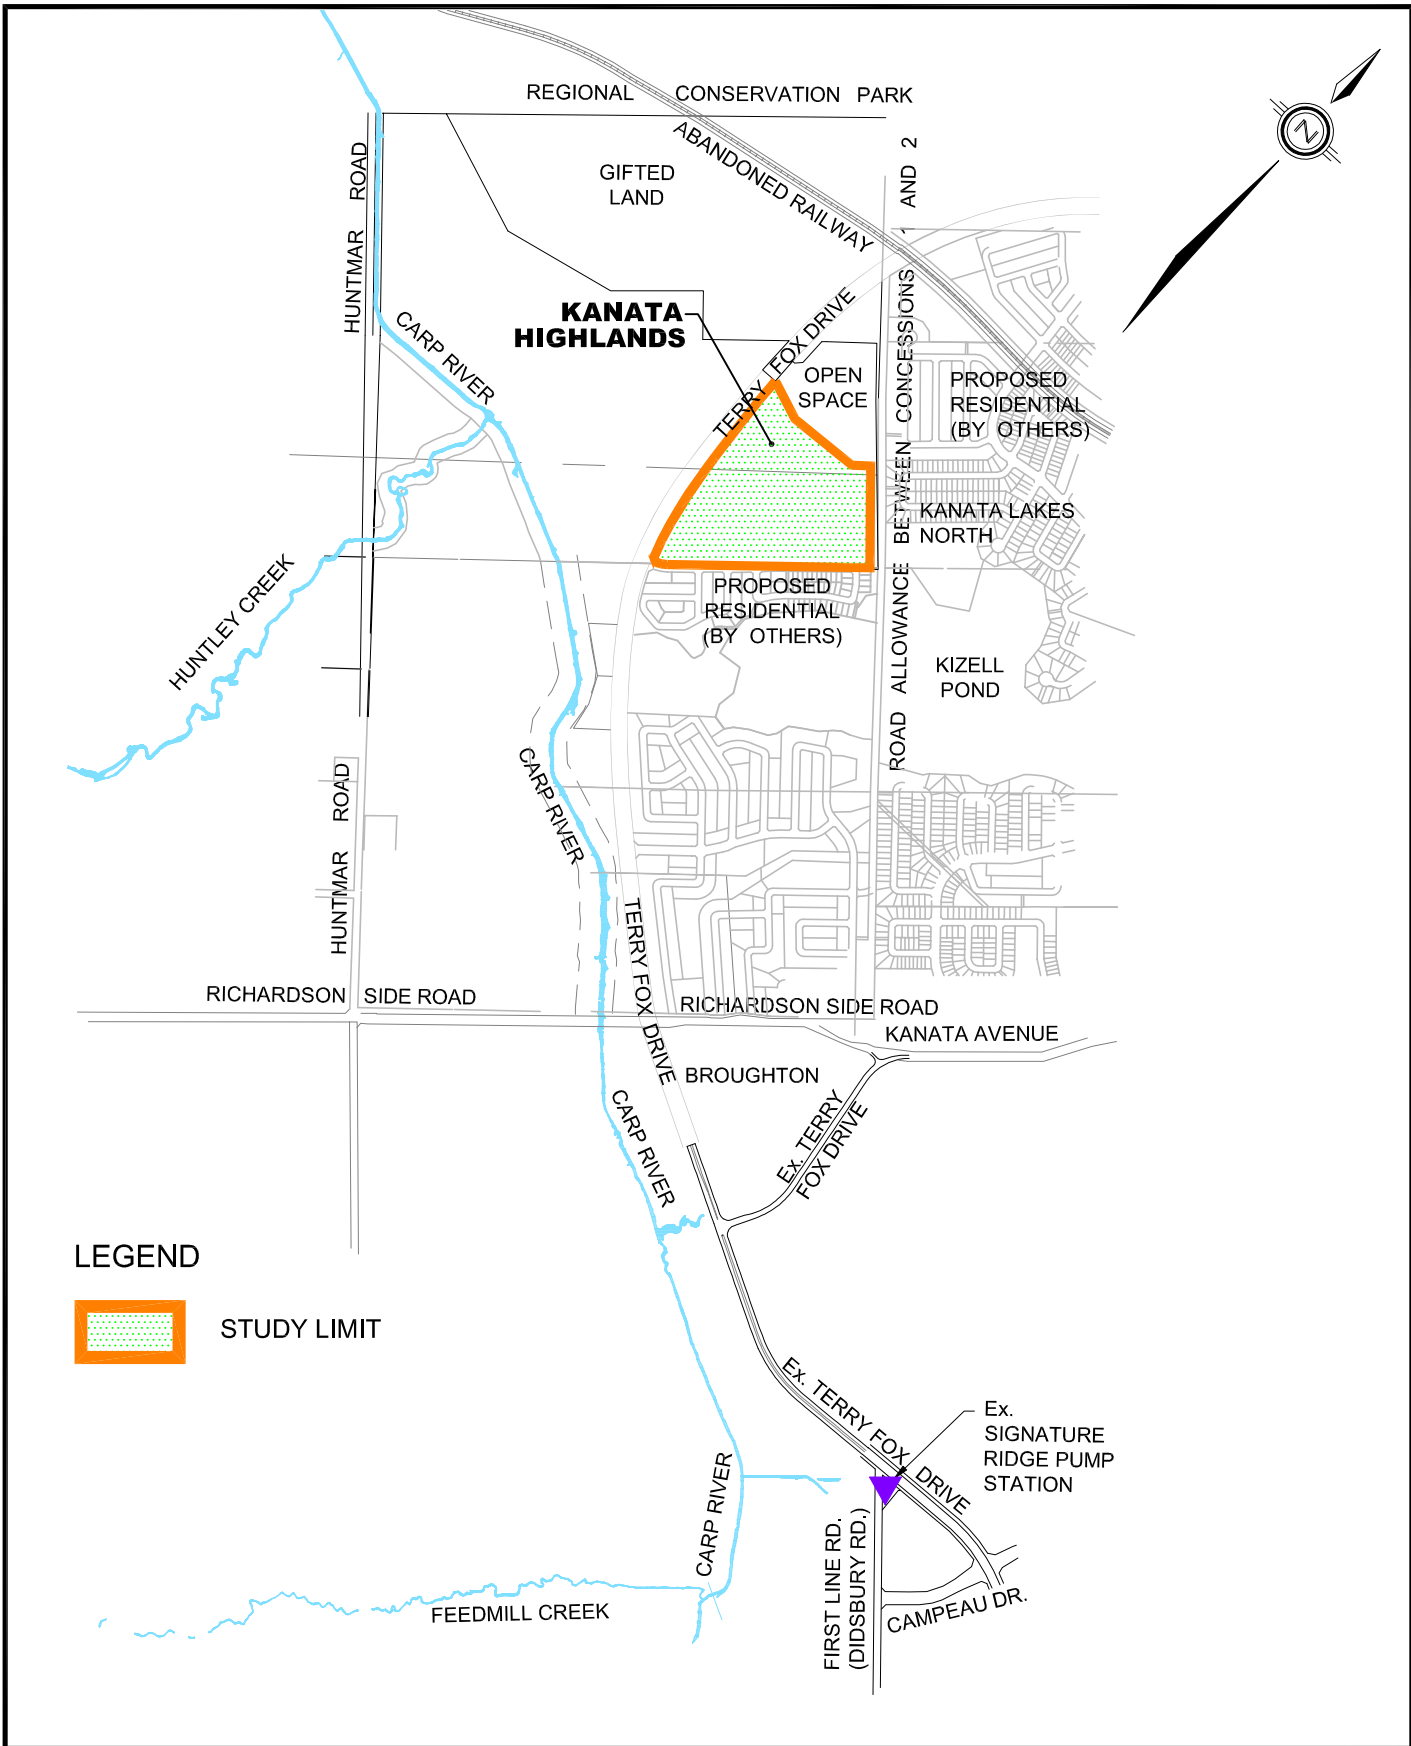 REGIONAL CONSERVATION PARK
ABANDONED RAILWAY
GIFTED
LAND
HUNTMAR ROAD
CARP RIVER
KANATA
HIGHLANDS
TERRY FOX DRIVE
OPEN
SPACE
ROAD ALLOWANCE BETWEEN CONCESSIONS 1 AND 2
PROPOSED
RESIDENTIAL
(BY OTHERS)
KANATA LAKES
NORTH
N
HUNTLEY CREEK
PROPOSED
RESIDENTIAL
(BY OTHERS)
KIZELL
POND
HUNTMAR ROAD
CARP RIVER
TERRY FOX DRIVE
RICHARDSON SIDE ROAD
RICHARDSON SIDE ROAD
KANATA AVENUE
BROUGHTON
Ex. TERRY
FOX DRIVE
CARP RIVER
LEGEND
STUDY LIMIT
Ex. TERRY FOX DRIVE
Ex.
SIGNATURE
RIDGE PUMP
STATION
CARP RIVER
FEEDMILL CREEK
FIRST LINE RD.
(DIDSBURY RD.)
CAMPEAU DR.